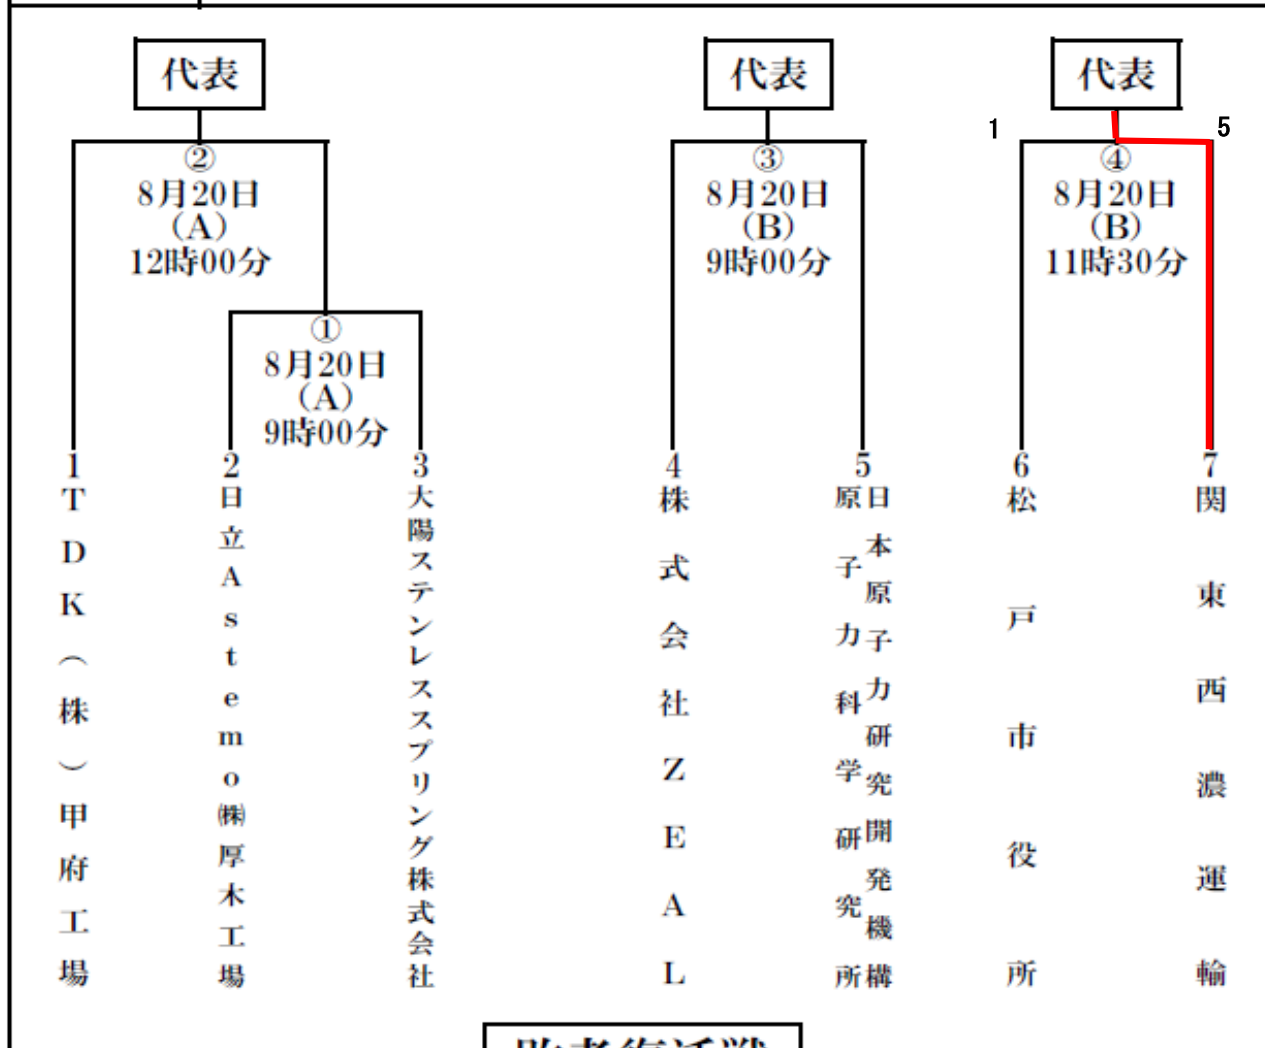 代表
代表
代表
1
5
②
8月20日
(A)
12時00分
③
8月20日
(B)
9時00分
④
8月20日
(B)
11時30分
①
8月20日
(A)
9時00分
1
TDK(株)甲府工場
2
日立Astemo㈱厚木工場
3
大陽ステンレススプリング株式会社
4
株式会社ZEAL
5
日本原子力研究開発機構
原子力科学研究所
6
松戸市役所
7
関東西濃運輸
敗者復活戦